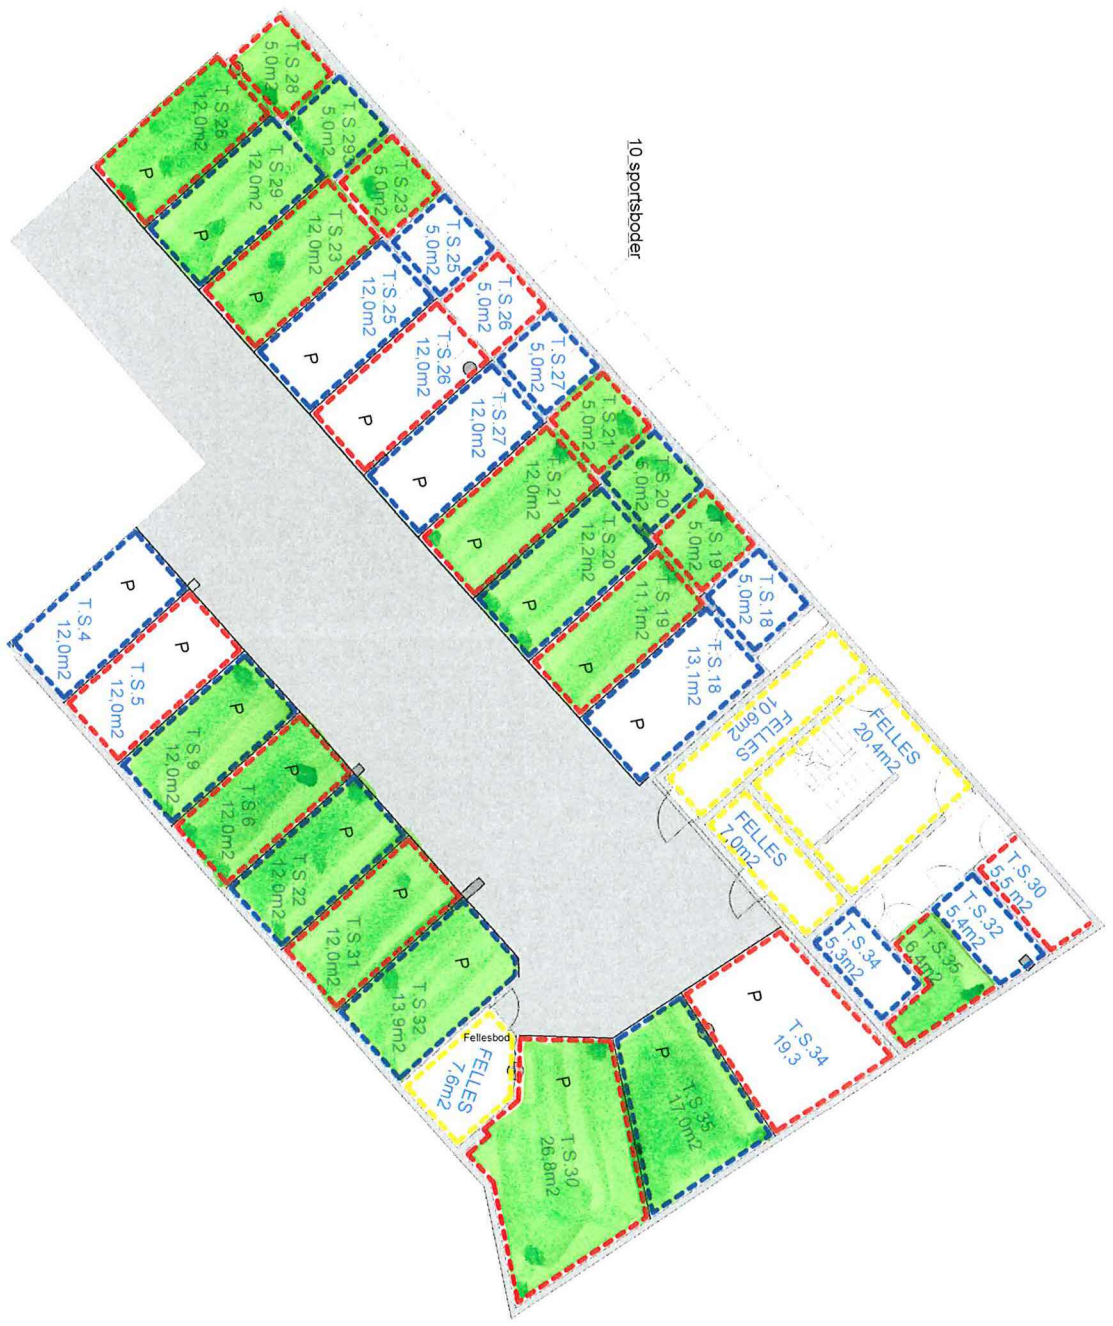 10 sportsboder
T.S.28
5,0m2
T.S.28
12,0m2
P
T.S.29
5,0m2
T.S.29
12,0m2
P
T.S.23
5,0m2
T.S.23
12,0m2
P
T.S.25
5,0m2
T.S.25
12,0m2
P
T.S.26
5,0m2
T.S.26
12,0m2
P
T.S.27
5,0m2
T.S.27
12,0m2
P
T.S.21
5,0m2
T.S.21
12,0m2
P
T.S.20
5,0m2
T.S.20
12,2m2
P
T.S.19
5,0m2
T.S.19
11,1m2
P
T.S.18
5,0m2
T.S.18
13,1m2
P
FELLES
10,6m2
FELLES
20,4m2
FELLES
7,0m2
T.S.30
5,5 m2
T.S.32
5,4m2
T.S.35
6,4m2
T.S.34
5,3m2
T.S.34
19.3
P
T.S.35
17,0m2
P
T.S.30
26,8m2
P
Fellesbod
FELLES
7,6m2
T.S.32
13,9m2
P
T.S.31
12,0m2
P
T.S.22
12,0m2
P
T.S.6
12,0m2
P
T.S.9
12,0m2
P
T.S.5
12,0m2
P
T.S.4
12,0m2
P